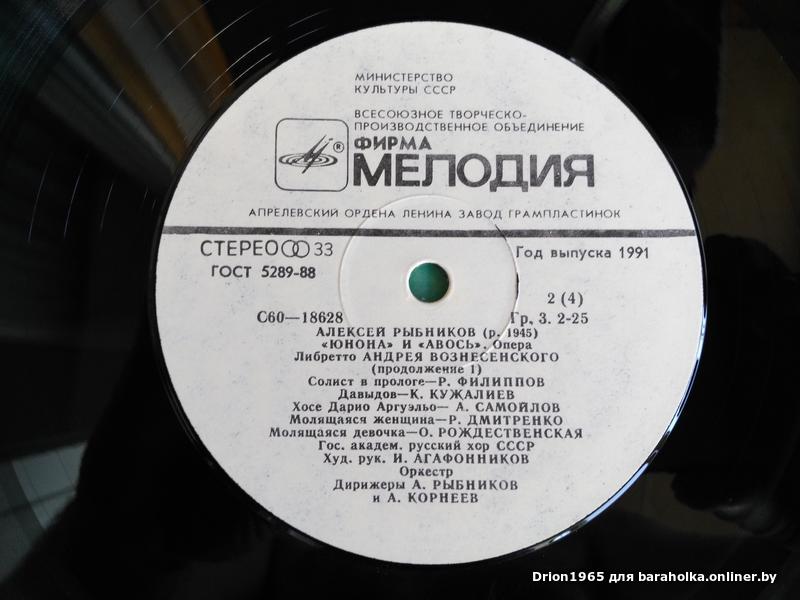 МИНИСТЕРСТВО
КУЛЬТУРЫ СССР
ВСЕСОЮЗНОЕ ТВОРЧЕСКО-
ПРОИЗВОДСТВЕННОЕ ОБЪЕДИНЕНИЕ
ФИРМА
МЕЛОДИЯ
®
АПРЕЛЕВСКИЙ ОРДЕНА ЛЕНИНА ЗАВОД ГРАМПЛАСТИНОК
СТЕРЕО 33
ГОСТ 5289-88
Год выпуска 1991
2 (4)
С60—18628
Гр. 3. 2-25
АЛЕКСЕЙ РЫБНИКОВ (р. 1945)
«ЮНОНА» И «АВОСЬ». Опера
Либретто АНДРЕЯ ВОЗНЕСЕНСКОГО
(продолжение 1)
Солист в прологе—Р. ФИЛИППОВ
Давыдов—К. КУЖАЛИЕВ
Хосе Дарио Аргуэльо— А. САМОЙЛОВ
Молящаяся женщина—Р. ДМИТРЕНКО
Молящаяся девочка—О. РОЖДЕСТВЕНСКАЯ
Гос. академ. русский хор СССР
Худ. рук. И. АГАФОННИКОВ
Оркестр
Дирижеры А. РЫБНИКОВ
и А. КОРНЕЕВ
Drion1965 для baraholka.onliner.by